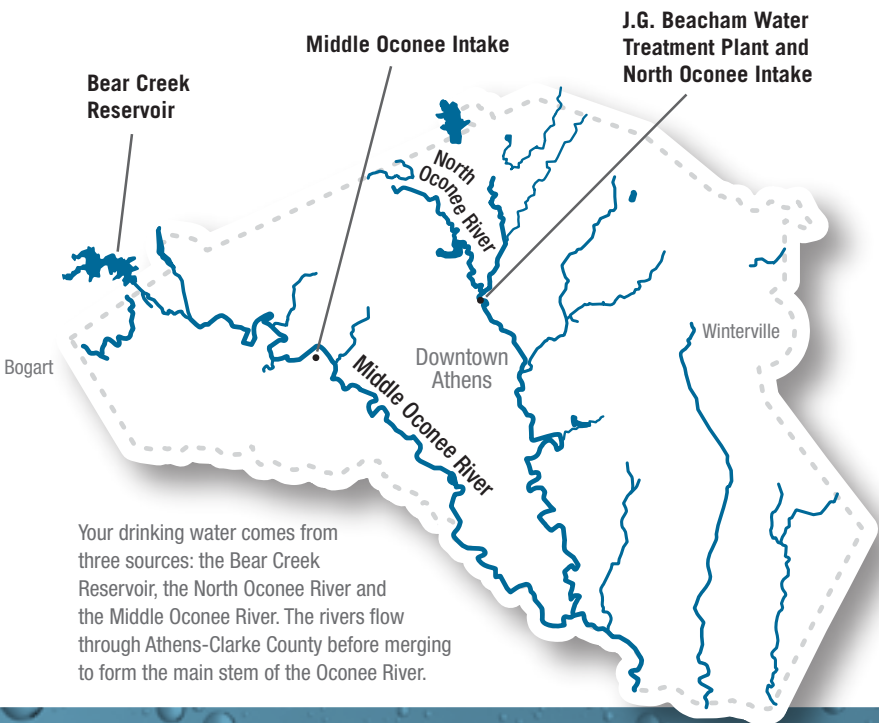 J.G. Beacham Water
Treatment Plant and
North Oconee Intake
Middle Oconee Intake
Bear Creek
Reservoir
North
Oconee River
Winterville
Downtown
Athens
Bogart
Middle Oconee River
Your drinking water comes from
three sources: the Bear Creek
Reservoir, the North Oconee River and
the Middle Oconee River. The rivers flow
through Athens-Clarke County before merging
to form the main stem of the Oconee River.